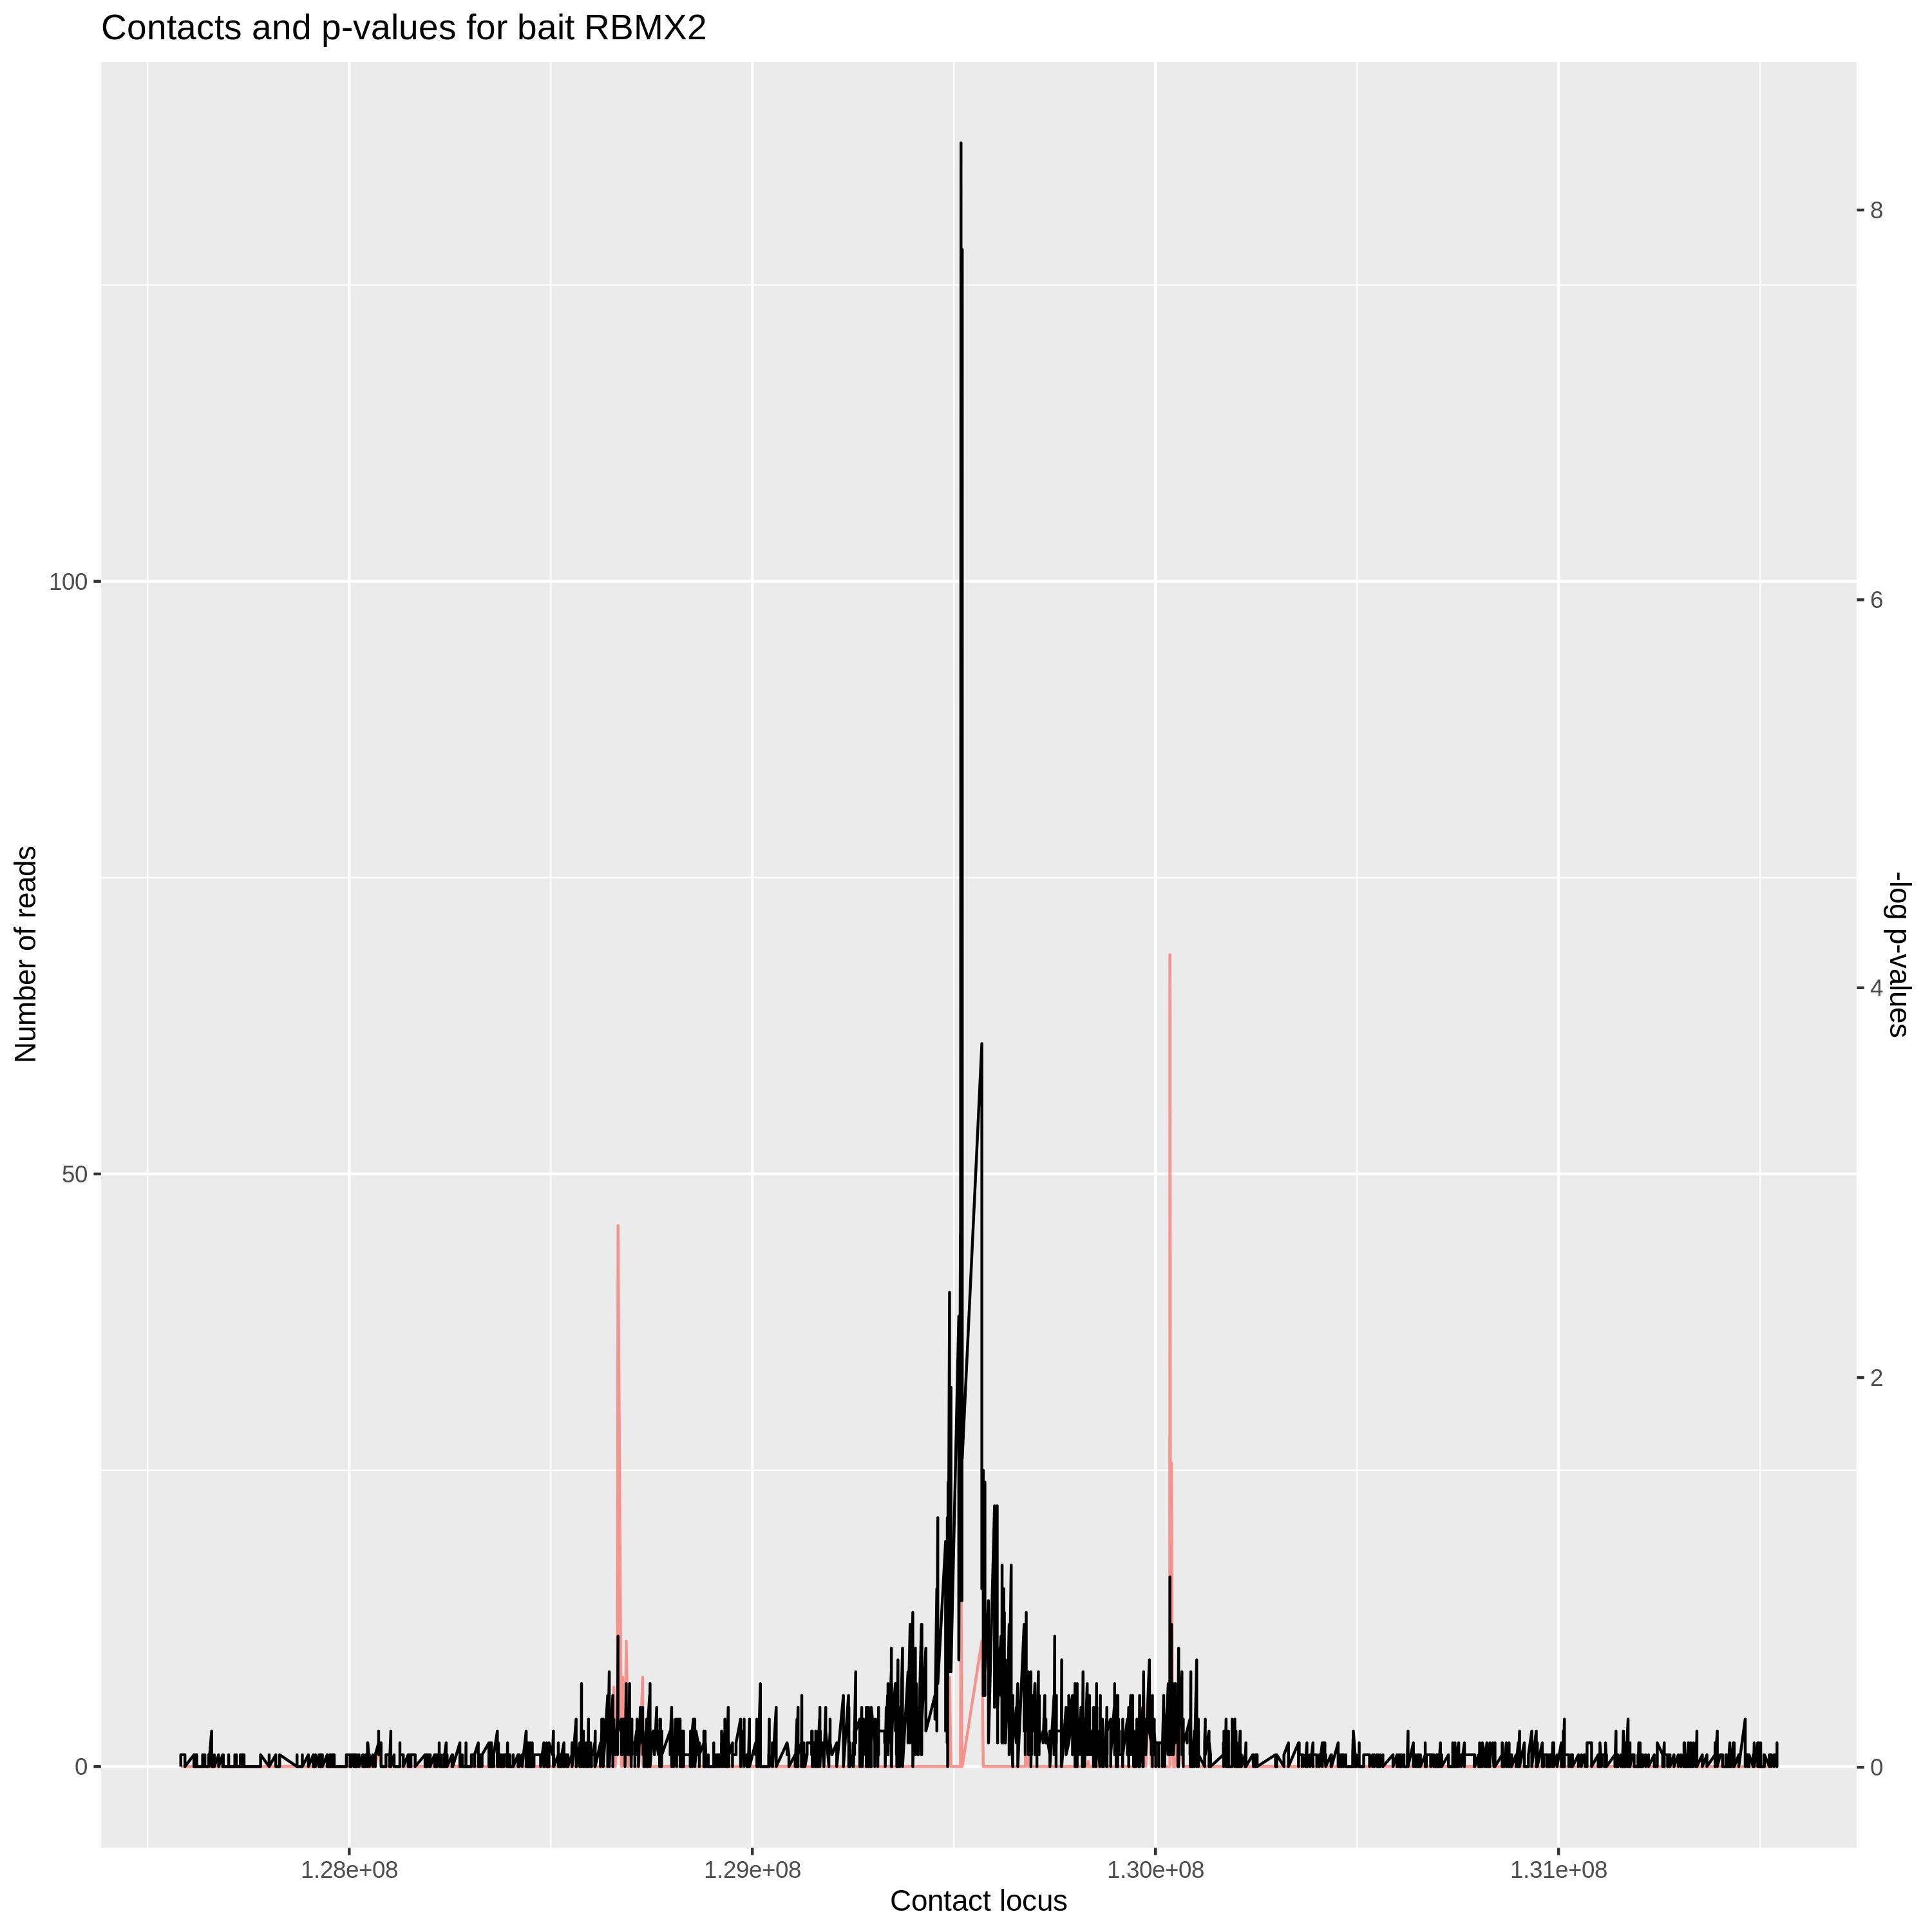 Contacts and p-values for bait RBMX2
Number of reads
100
50
0
8
6
4
2
0
-log p-values
1.28e+08
1.29e+08
1.30e+08
1.31e+08
Contact locus